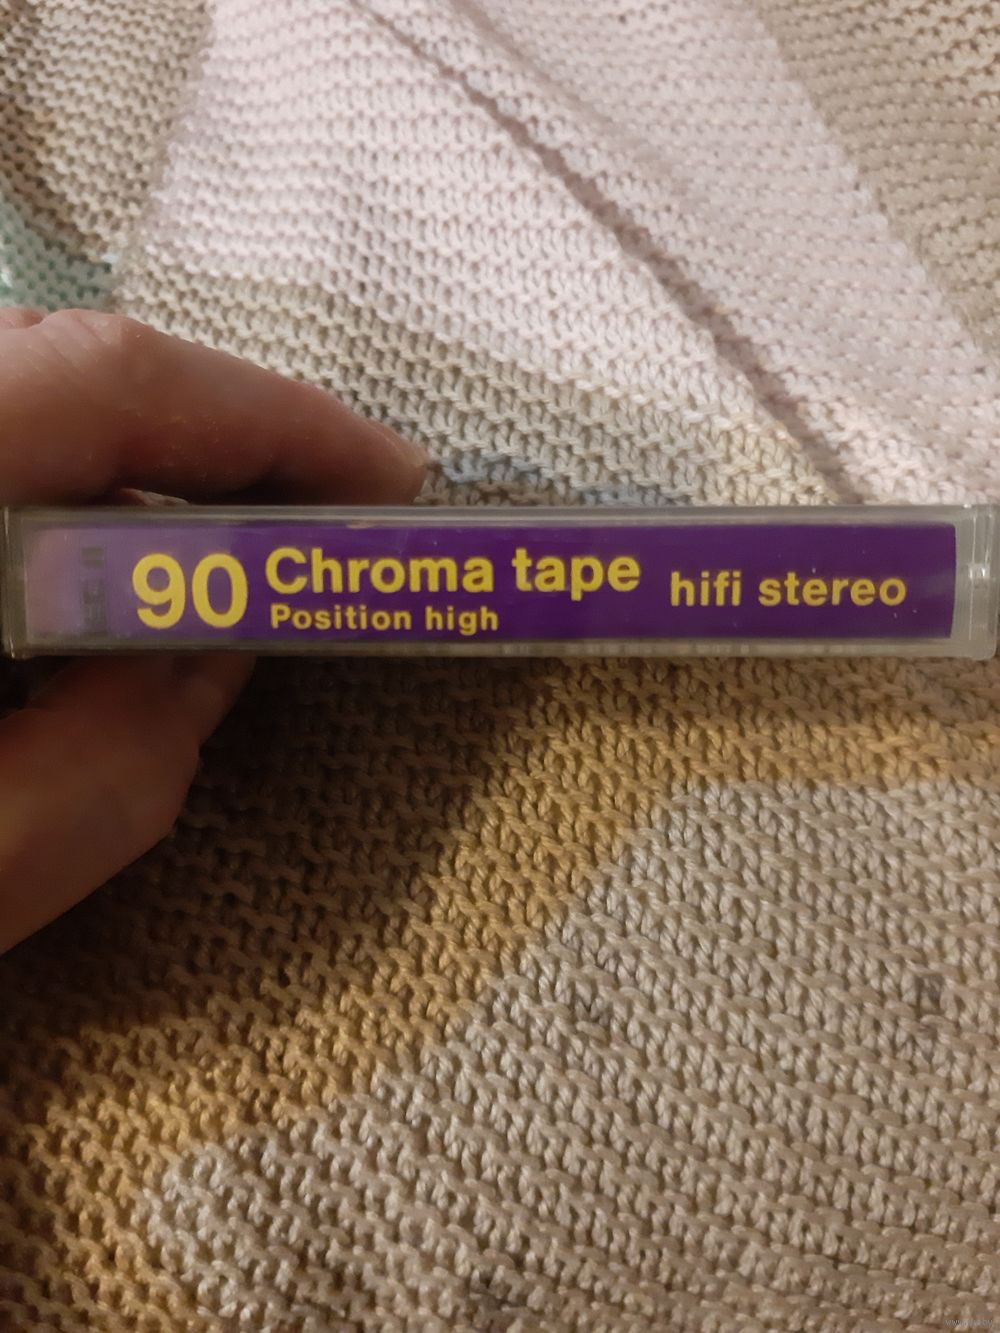 90 Chroma tape hifi stereo
Position high